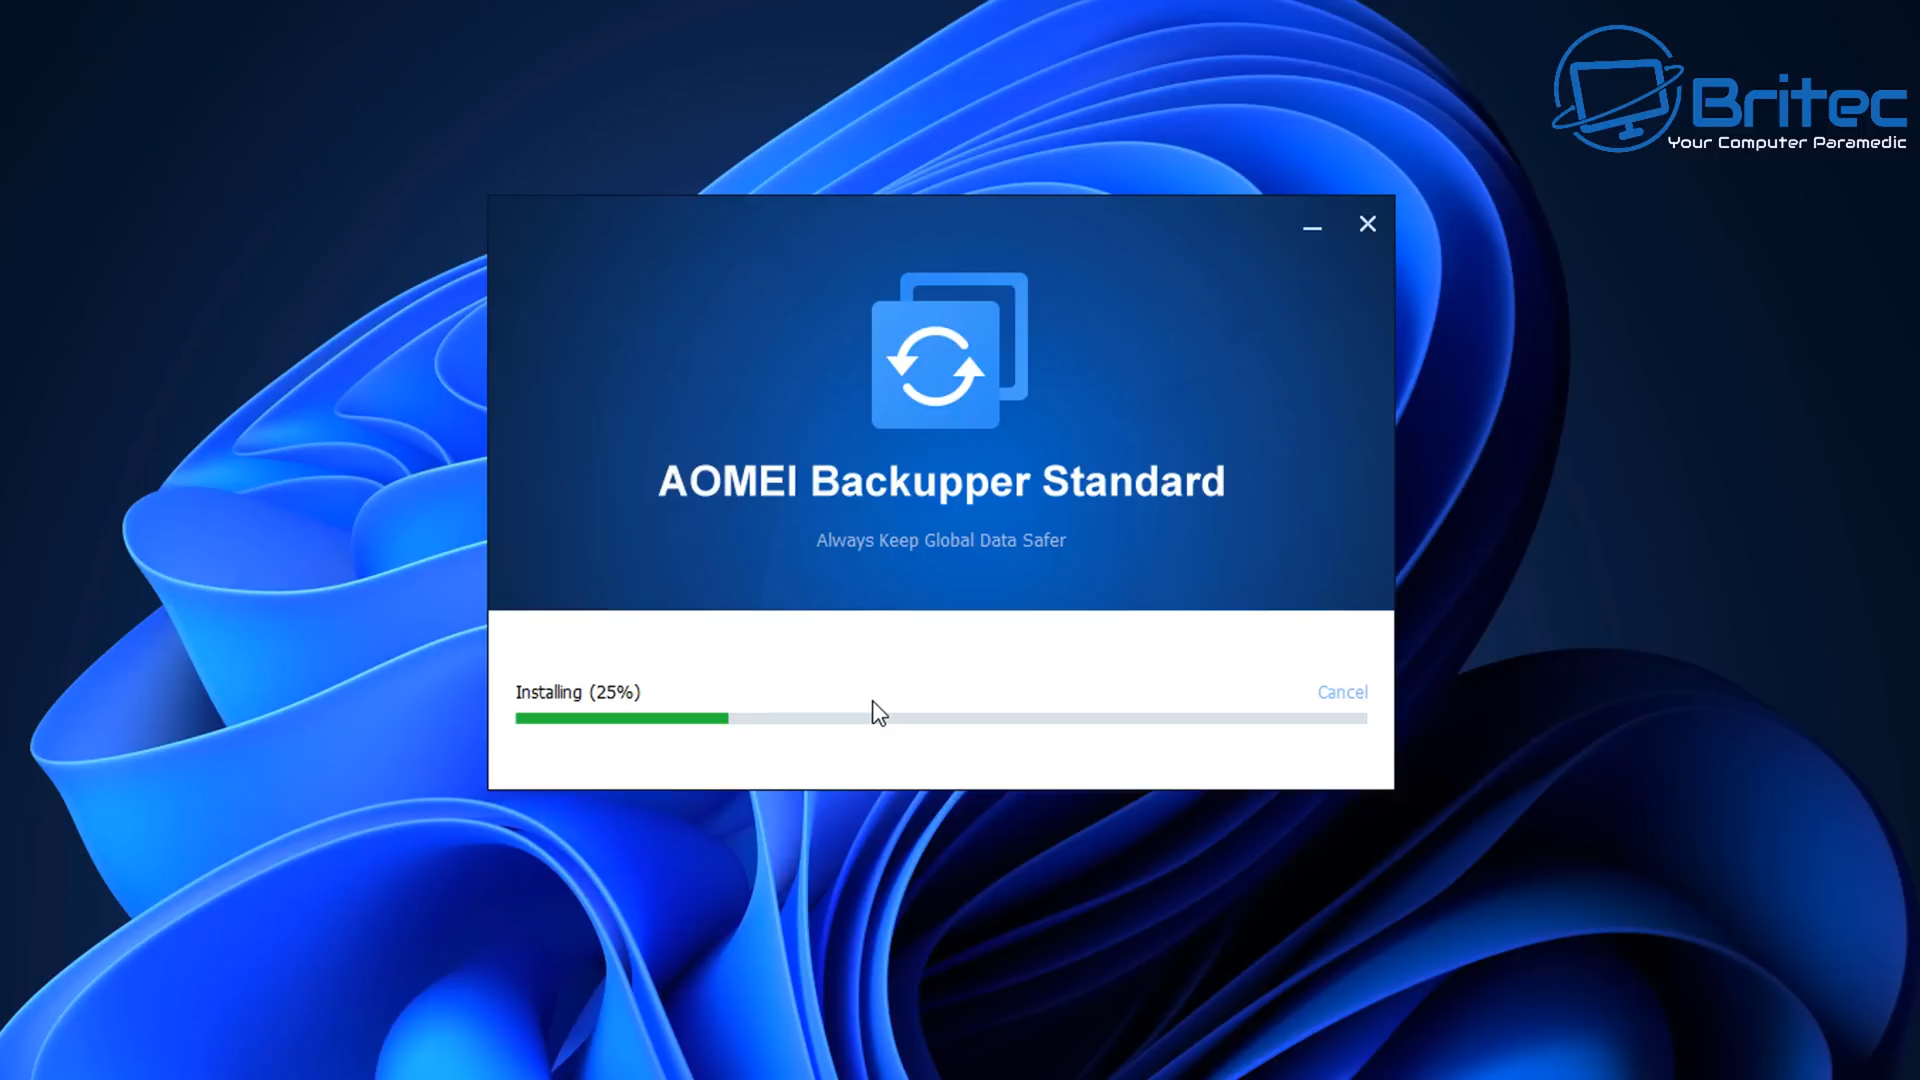 Britec
Your Computer Paramedic
AOMEI Backupper Standard
Always Keep Global Data Safer
Installing (25%)
Cancel